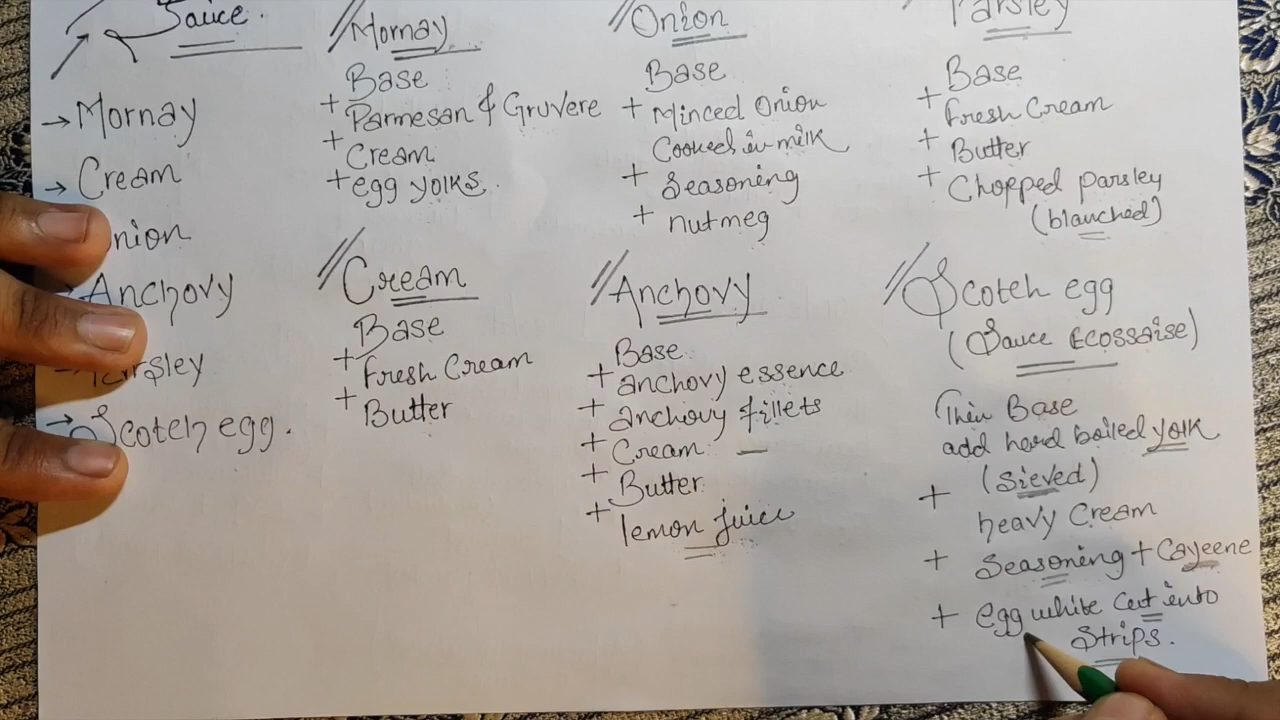 Sauce.
→ Mornay
→ Cream
Onion
Anchovy
Parsley
→ Scotch egg.
Mornay
Base
+ Parmesan & Gruvere
+ Cream
+ egg yolks.
Cream
Base
+ Fresh Cream
+ Butter
Onion
Base
+ Minced Onion
Cooked in milk
+ Seasoning
+ nutmeg
Anchovy
Base
+ anchovy essence
+ anchovy fillets
+ Cream —
+ Butter
+ lemon juice
Parsley
Base
+ Fresh Cream
+ Butter
+ Chopped parsley
(blanched)
Scotch egg
(Sauce Ecossaise)
Thin Base
add hard boiled yolk
(Sieved)
+ heavy Cream
+ Seasoning + Cayeene
+ egg white Cut into
Strips.